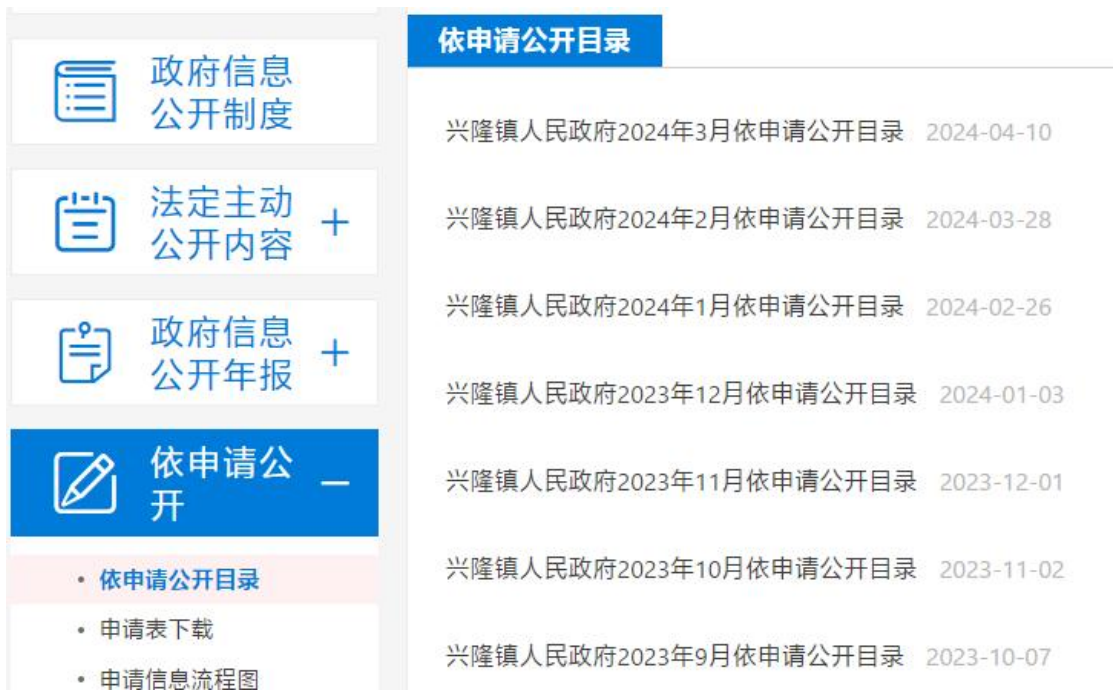 政府信息
公开制度
法定主动
公开内容
+
政府信息
公开年报
+
依申请公
开
−
• 依申请公开目录
• 申请表下载
• 申请信息流程图
依申请公开目录
兴隆镇人民政府2024年3月依申请公开目录 2024-04-10
兴隆镇人民政府2024年2月依申请公开目录 2024-03-28
兴隆镇人民政府2024年1月依申请公开目录 2024-02-26
兴隆镇人民政府2023年12月依申请公开目录 2024-01-03
兴隆镇人民政府2023年11月依申请公开目录 2023-12-01
兴隆镇人民政府2023年10月依申请公开目录 2023-11-02
兴隆镇人民政府2023年9月依申请公开目录 2023-10-07